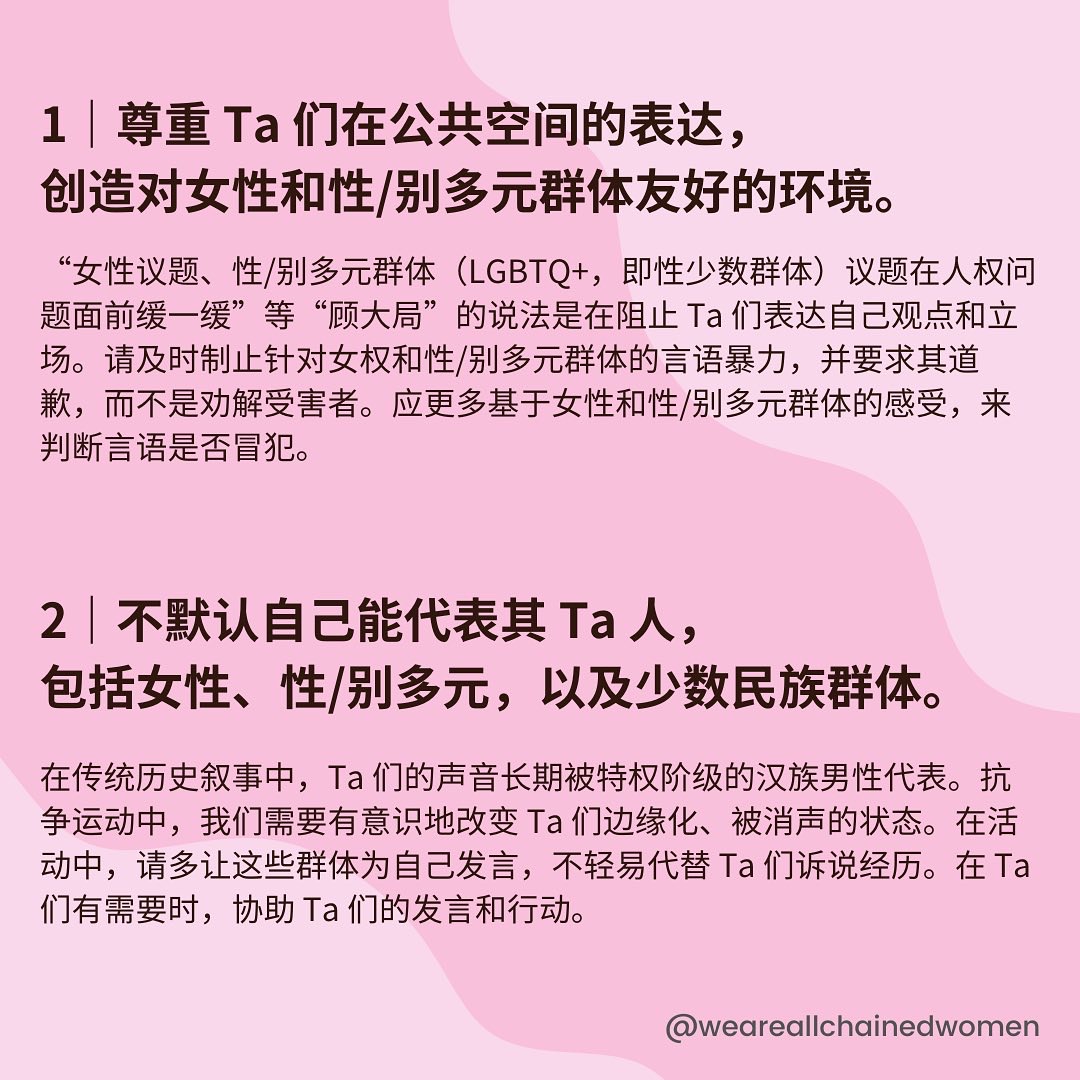 1｜尊重 Ta 们在公共空间的表达，
创造对女性和性/别多元群体友好的环境。
“女性议题、性/别多元群体（LGBTQ+，即性少数群体）议题在人权问
题面前缓一缓”等“顾大局”的说法是在阻止 Ta 们表达自己观点和立
场。请及时制止针对女权和性/别多元群体的言语暴力，并要求其道
歉，而不是劝解受害者。应更多基于女性和性/别多元群体的感受，来
判断言语是否冒犯。
2｜不默认自己能代表其 Ta 人，
包括女性、性/别多元，以及少数民族群体。
在传统历史叙事中，Ta 们的声音长期被特权阶级的汉族男性代表。抗
争运动中，我们需要有意识地改变 Ta 们边缘化、被消声的状态。在活
动中，请多让这些群体为自己发言，不轻易代替 Ta 们诉说经历。在 Ta
们有需要时，协助 Ta 们的发言和行动。
@weareallchainedwomen